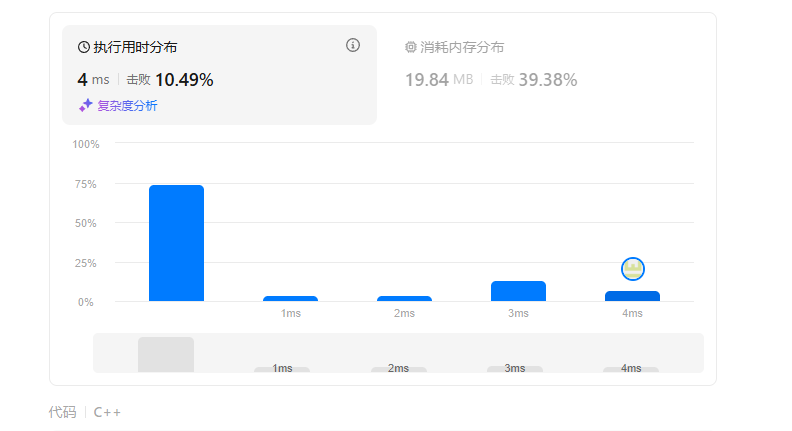 执行用时分布
4 ms 击败 10.49%
复杂度分析
消耗内存分布
19.84 MB 击败 39.38%
100%
75%
50%
25%
0%
1ms 2ms 3ms 4ms
1ms 2ms 3ms 4ms
代码 C++